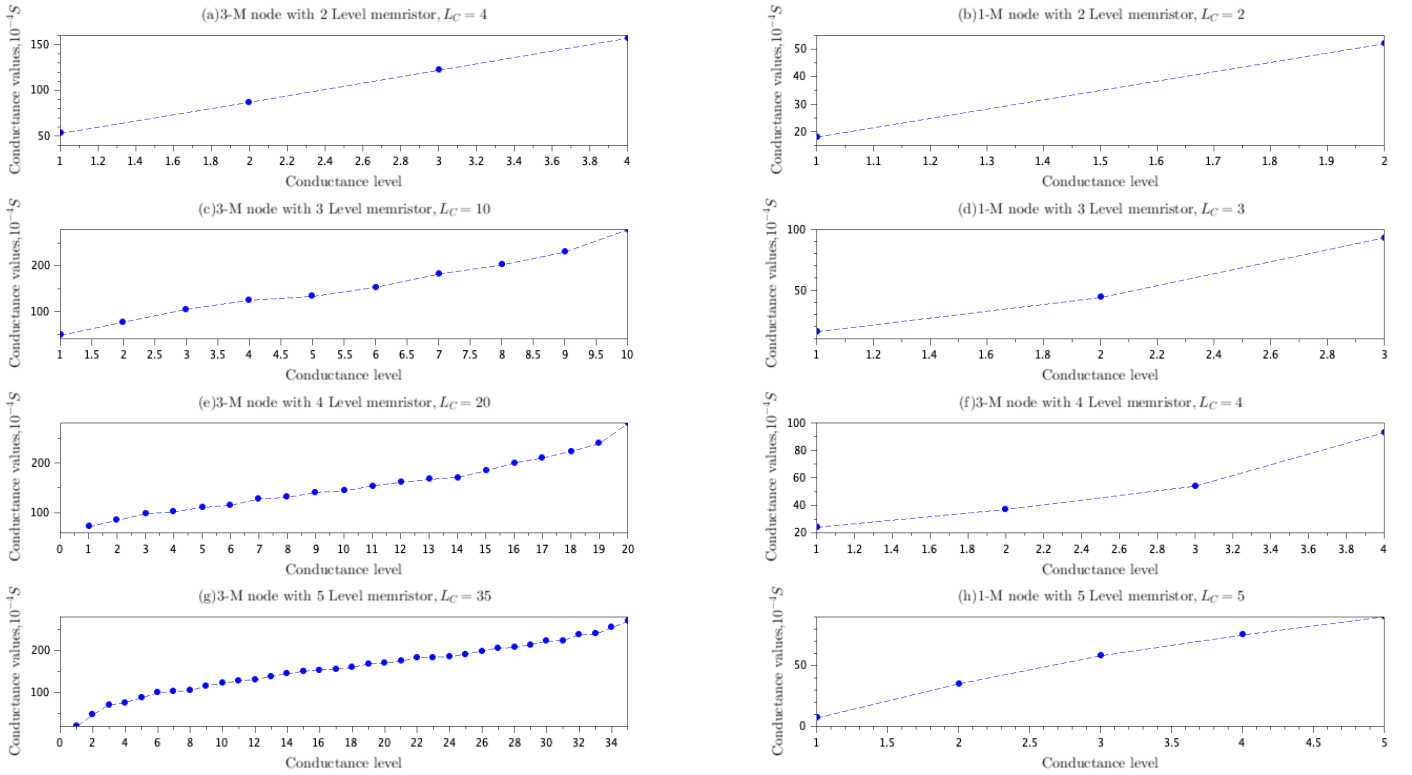 (a)3-M node with 2 Level memristor, L_C = 4
Conductance values,10^{-4}S
150
100
50
1 1.2 1.4 1.6 1.8 2 2.2 2.4 2.6 2.8 3 3.2 3.4 3.6 3.8 4
Conductance level
(b)1-M node with 2 Level memristor, L_C = 2
Conductance values,10^{-4}S
50
40
30
20
1 1.1 1.2 1.3 1.4 1.5 1.6 1.7 1.8 1.9 2
Conductance level
(c)3-M node with 3 Level memristor, L_C = 10
Conductance values,10^{-4}S
200
100
1 1.5 2 2.5 3 3.5 4 4.5 5 5.5 6 6.5 7 7.5 8 8.5 9 9.5 10
Conductance level
(d)1-M node with 3 Level memristor, L_C = 3
Conductance values,10^{-4}S
100
50
1 1.2 1.4 1.6 1.8 2 2.2 2.4 2.6 2.8 3
Conductance level
(e)3-M node with 4 Level memristor, L_C = 20
Conductance values,10^{-4}S
200
100
0 1 2 3 4 5 6 7 8 9 10 11 12 13 14 15 16 17 18 19 20
Conductance level
(f)3-M node with 4 Level memristor, L_C = 4
Conductance values,10^{-4}S
100
80
60
40
20
1 1.2 1.4 1.6 1.8 2 2.2 2.4 2.6 2.8 3 3.2 3.4 3.6 3.8 4
Conductance level
(g)3-M node with 5 Level memristor, L_C = 35
Conductance values,10^{-4}S
200
100
0 2 4 6 8 10 12 14 16 18 20 22 24 26 28 30 32 34
Conductance level
(h)1-M node with 5 Level memristor, L_C = 5
Conductance values,10^{-4}S
50
0
1 1.5 2 2.5 3 3.5 4 4.5 5
Conductance level